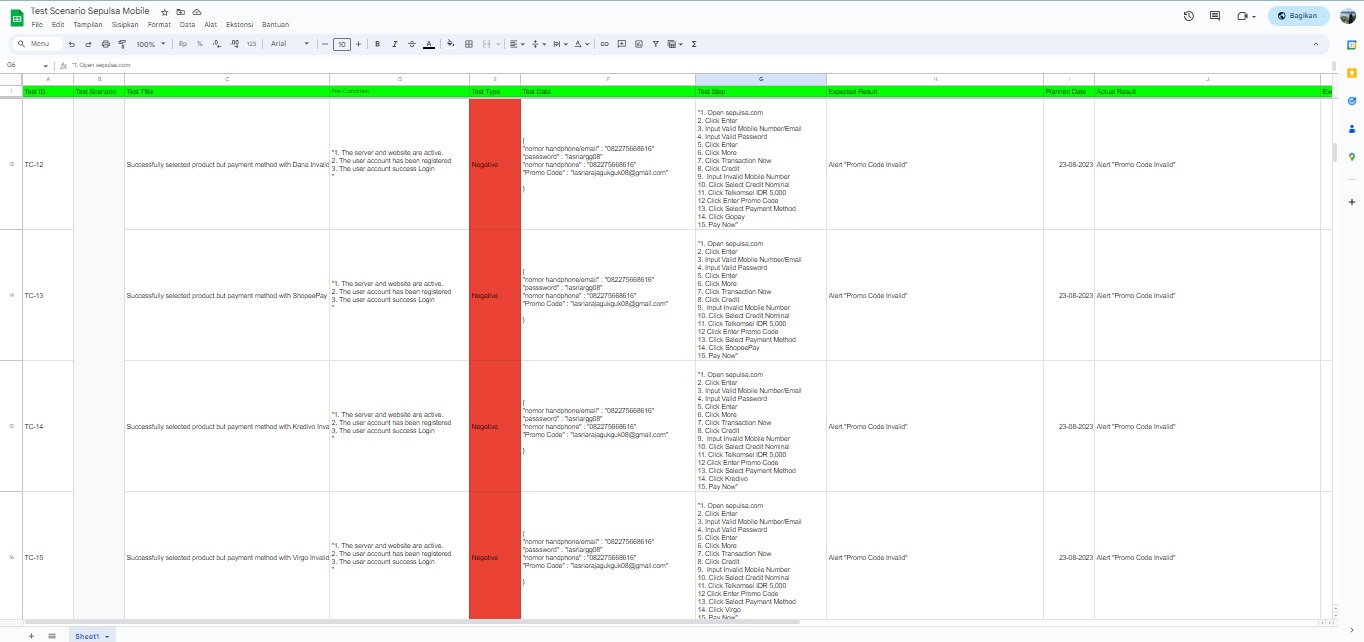 Test Scenario Sepulsa Mobile
File Edit Tampilan Sisipkan Format Data Alat Ekstensi Bantuan
Bagikan
Menu 100% Rp % .0 .00 123 Arial 10 B I A
G6 fx "1. Open sepulsa.com
A B C D E F G H I J
1 Test ID Test Scenario Test Title Pre-Condition Test Type Test Data Test Step Expected Result Planned Date Actual Result Exe
13 TC-12
Successfully selected product but payment method with Dana Invalid
"1. The server and website are active.
2. The user account has been registered
3. The user account success Login
"
Negative
{
"nomor handphone/email" : "082275668616"
"passsword" : "lasriargg08"
"nomor handphone" : "082275668616"
"Promo Code" : "lasriarajagukguk08@gmail.com"
}
"1. Open sepulsa.com
2. Click Enter
3. Input Valid Mobile Number/Email
4. Input Valid Password
5. Click Enter
6. Click More
7. Click Transaction Now
8. Click Credit
9. Input Invalid Mobile Number
10. Click Select Credit Nominal
11. Click Telkomsel IDR 5,000
12 Click Enter Promo Code
13. Click Select Payment Method
14. Click Gopay
15. Pay Now"
Alert "Promo Code Invalid"
23-08-2023
Alert "Promo Code Invalid"
14 TC-13
Successfully selected product but payment method with ShopeePay
"1. The server and website are active.
2. The user account has been registered
3. The user account success Login
"
Negative
{
"nomor handphone/email" : "082275668616"
"passsword" : "lasriargg08"
"nomor handphone" : "082275668616"
"Promo Code" : "lasriarajagukguk08@gmail.com"
}
"1. Open sepulsa.com
2. Click Enter
3. Input Valid Mobile Number/Email
4. Input Valid Password
5. Click Enter
6. Click More
7. Click Transaction Now
8. Click Credit
9. Input Invalid Mobile Number
10. Click Select Credit Nominal
11. Click Telkomsel IDR 5,000
12 Click Enter Promo Code
13. Click Select Payment Method
14. Click ShopeePay
15. Pay Now"
Alert "Promo Code Invalid"
23-08-2023
Alert "Promo Code Invalid"
15 TC-14
Successfully selected product but payment method with Kredivo Inva
"1. The server and website are active.
2. The user account has been registered
3. The user account success Login
"
Negative
{
"nomor handphone/email" : "082275668616"
"passsword" : "lasriargg08"
"nomor handphone" : "082275668616"
"Promo Code" : "lasriarajagukguk08@gmail.com"
}
"1. Open sepulsa.com
2. Click Enter
3. Input Valid Mobile Number/Email
4. Input Valid Password
5. Click Enter
6. Click More
7. Click Transaction Now
8. Click Credit
9. Input Invalid Mobile Number
10. Click Select Credit Nominal
11. Click Telkomsel IDR 5,000
12 Click Enter Promo Code
13. Click Select Payment Method
14. Click Kredivo
15. Pay Now"
Alert "Promo Code Invalid"
23-08-2023
Alert "Promo Code Invalid"
16 TC-15
Successfully selected product but payment method with Virgo Invalid
"1. The server and website are active.
2. The user account has been registered
3. The user account success Login
"
Negative
{
"nomor handphone/email" : "082275668616"
"passsword" : "lasriargg08"
"nomor handphone" : "082275668616"
"Promo Code" : "lasriarajagukguk08@gmail.com"
}
"1. Open sepulsa.com
2. Click Enter
3. Input Valid Mobile Number/Email
4. Input Valid Password
5. Click Enter
6. Click More
7. Click Transaction Now
8. Click Credit
9. Input Invalid Mobile Number
10. Click Select Credit Nominal
11. Click Telkomsel IDR 5,000
12 Click Enter Promo Code
13. Click Select Payment Method
14. Click Virgo
15. Pay Now"
Alert "Promo Code Invalid"
23-08-2023
Alert "Promo Code Invalid"
Sheet1